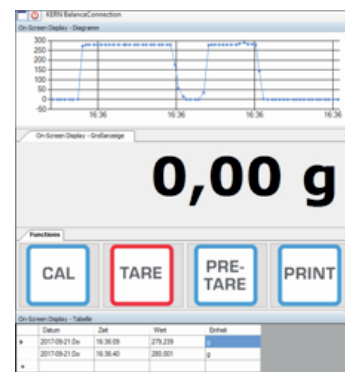 KERN BalanceConnection
On-Screen Display - Diagramm
300
250
200
150
100
50
0
-50
16:36 16:36 16:36 16:36
On-Screen Display - Großanzeige
0,00 g
Functions
CAL TARE PRE-TARE PRINT
On-Screen Display - Tabelle
Datum Zeit Wert Einheit
2017-09-21:Do 16:36:09 279,239 g
2017-09-21:Do 16:36:40 280,001 g